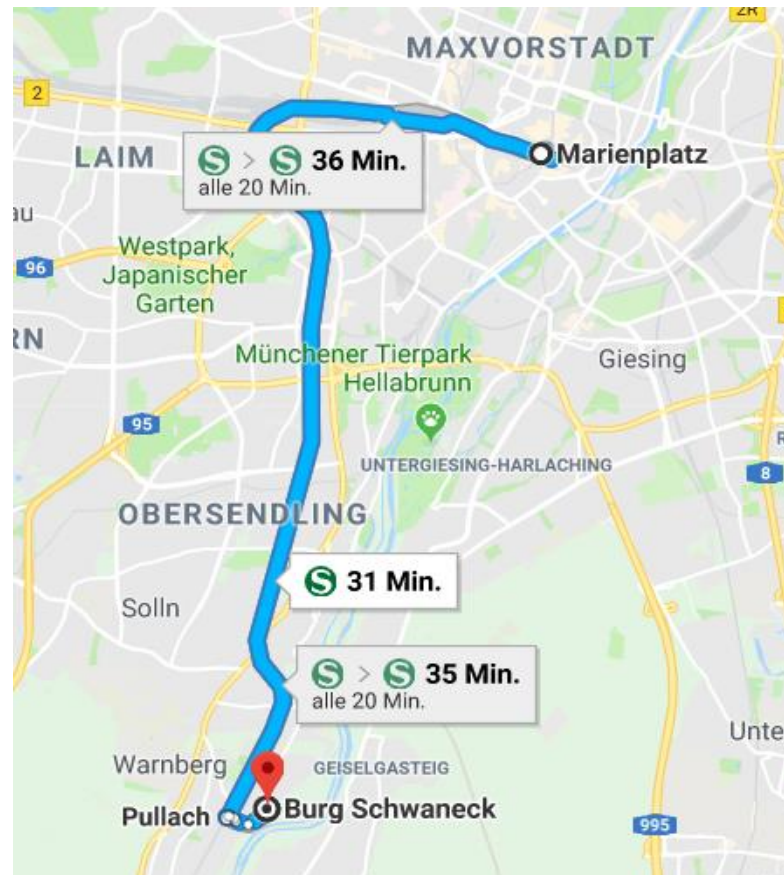 2R
MAXVORSTADT
2
LAIM
S > S 36 Min.
alle 20 Min.
Marienplatz
au
96
Westpark,
Japanischer
Garten
RN
Münchener Tierpark
Hellabrunn
Giesing
95
UNTERGIESING-HARLACHING
8
OBERSENDLING
S 31 Min.
Solln
S > S 35 Min.
alle 20 Min.
Unte
Warnberg
GEISELGASTEIG
Pullach
Burg Schwaneck
995